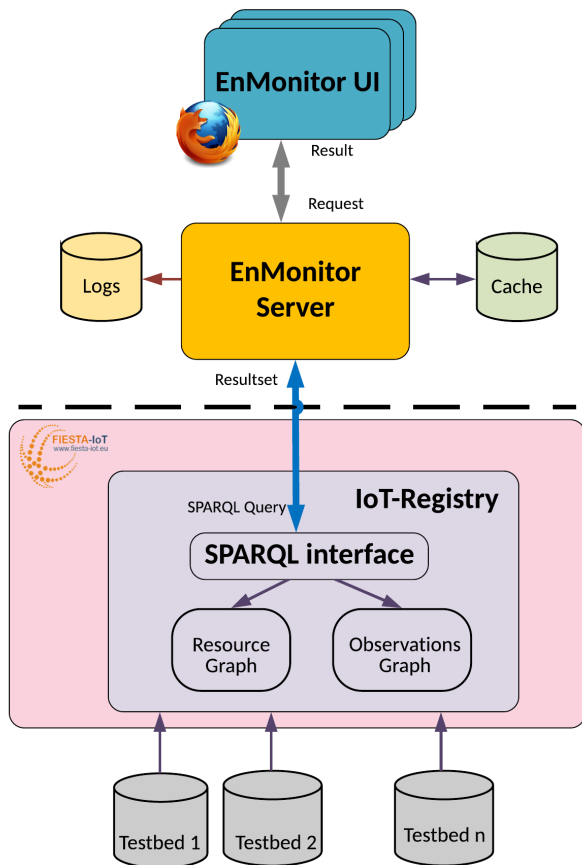 EnMonitor UI
Result
Request
EnMonitor
Server
Logs
Cache
Resultset
FIESTA-IoT
www.fiesta-iot.eu
IoT-Registry
SPARQL Query
SPARQL interface
Resource
Graph
Observations
Graph
Testbed 1
Testbed 2
Testbed n